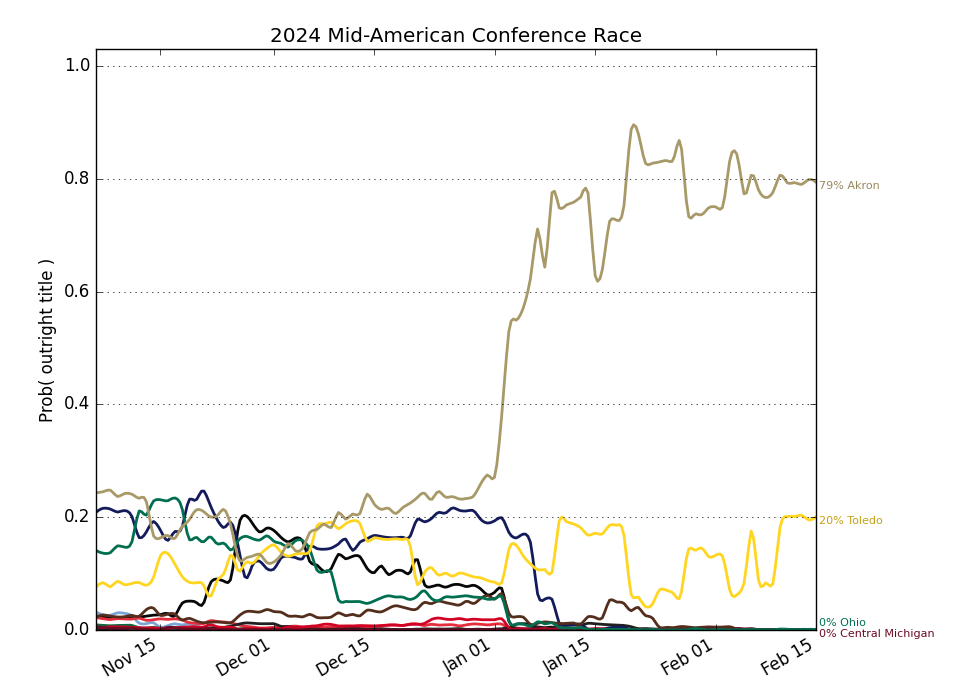 2024 Mid-American Conference Race
Prob( outright title )
1.0
0.8
0.6
0.4
0.2
0.0
79% Akron
20% Toledo
0% Ohio
0% Central Michigan
Nov 15
Dec 01
Dec 15
Jan 01
Jan 15
Feb 01
Feb 15